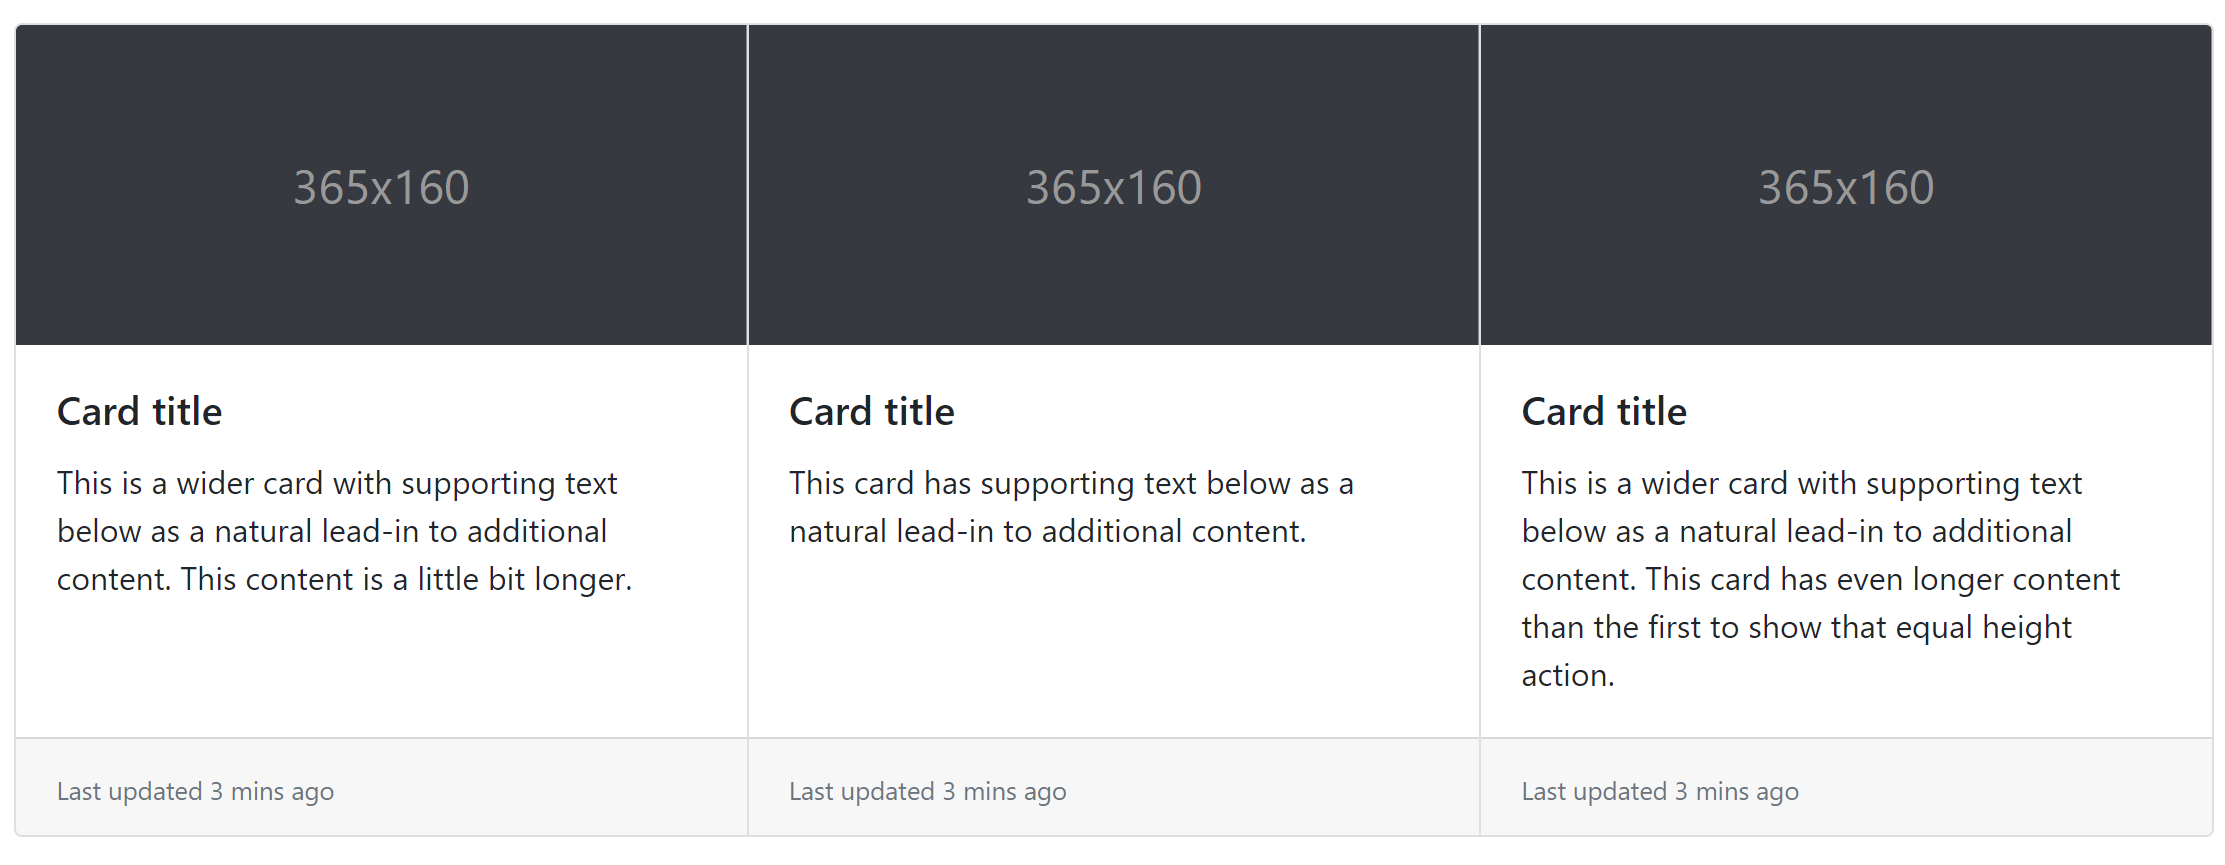 365x160
365x160
365x160
Card title
This is a wider card with supporting text
below as a natural lead-in to additional
content. This content is a little bit longer.
Card title
This card has supporting text below as a
natural lead-in to additional content.
Card title
This is a wider card with supporting text
below as a natural lead-in to additional
content. This card has even longer content
than the first to show that equal height
action.
Last updated 3 mins ago
Last updated 3 mins ago
Last updated 3 mins ago